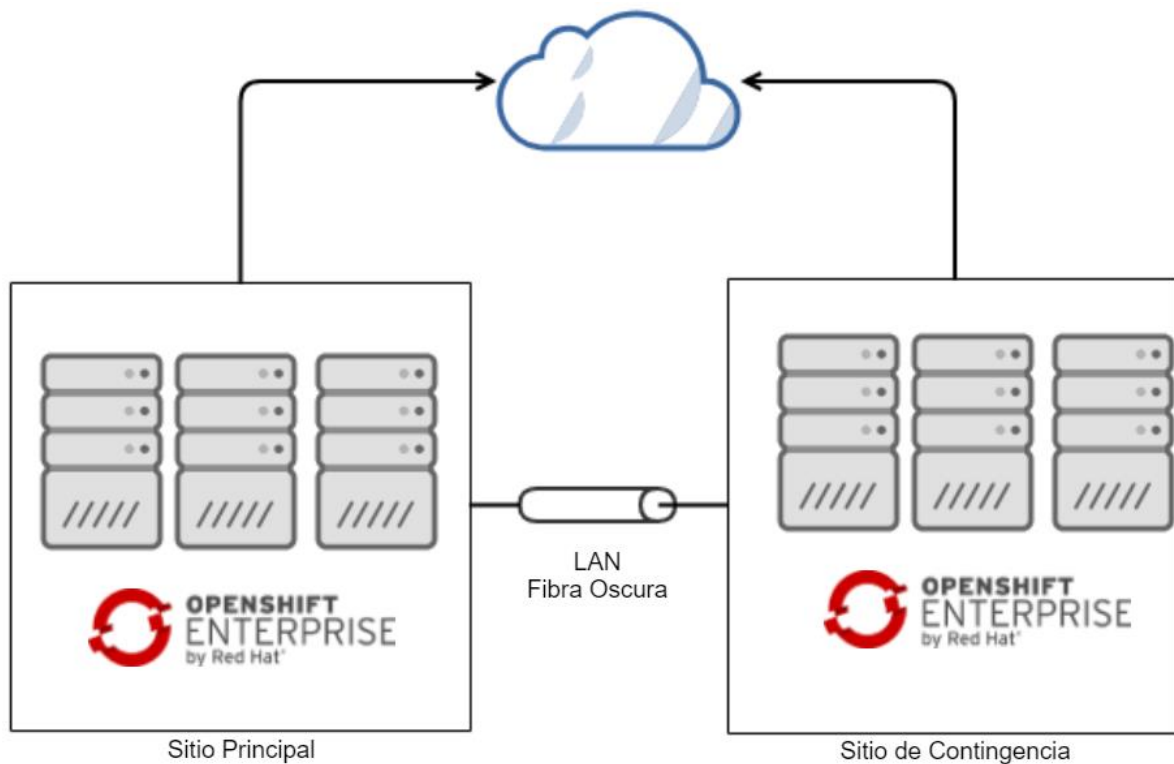 OPENSHIFT
ENTERPRISE
by Red Hat®
Sitio Principal
LAN
Fibra Oscura
OPENSHIFT
ENTERPRISE
by Red Hat®
Sitio de Contingencia